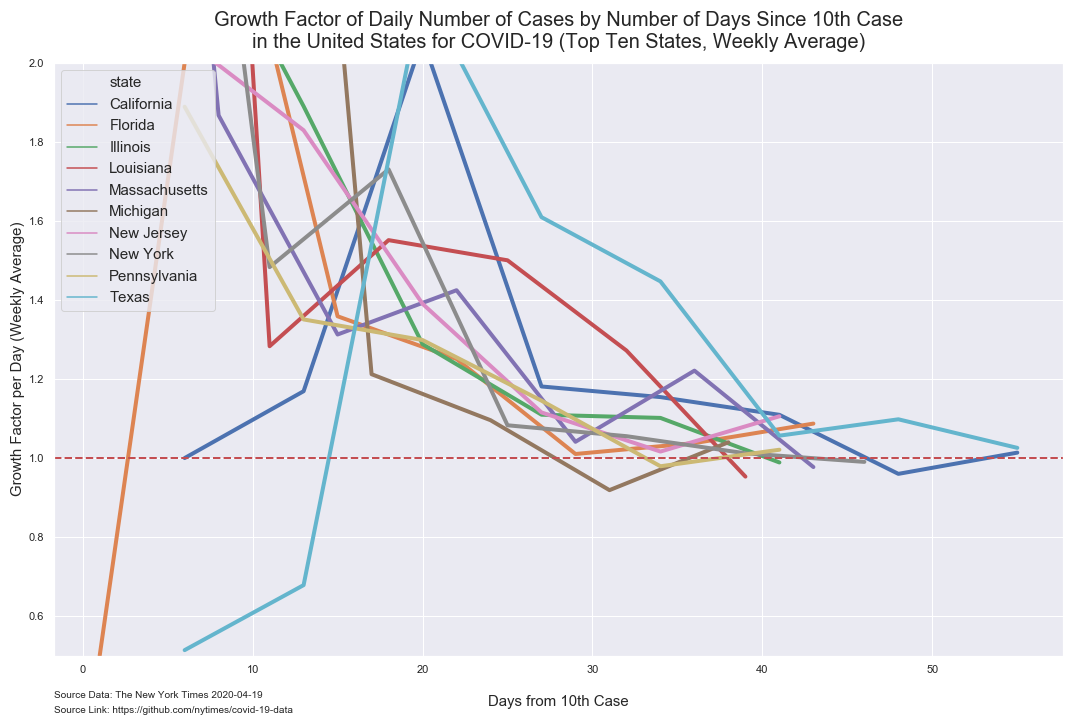 Growth Factor of Daily Number of Cases by Number of Days Since 10th Case
in the United States for COVID-19 (Top Ten States, Weekly Average)
Growth Factor per Day (Weekly Average)
2.0
1.8
1.6
1.4
1.2
1.0
0.8
0.6
state
California
Florida
Illinois
Louisiana
Massachusetts
Michigan
New Jersey
New York
Pennsylvania
Texas
0 10 20 30 40 50
Days from 10th Case
Source Data: The New York Times 2020-04-19
Source Link: https://github.com/nytimes/covid-19-data